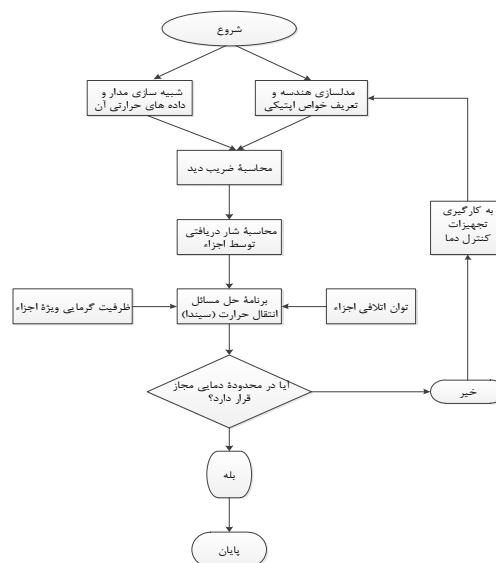 شروع
مدلسازی هندسه و
تعریف خواص اپتیکی
شبیه سازی مدار و
داده های حرارتی آن
محاسبهٔ ضریب دید
به کارگیری
تجهیزات
کنترل دما
محاسبهٔ شار دریافتی
توسط اجزاء
توان اتلافی اجزاء
برنامهٔ حل مسائل
انتقال حرارت (سیندا)
ظرفیت گرمایی ویژهٔ اجزاء
آیا در محدودهٔ دمایی مجاز
قرار دارد؟
خیر
بله
پایان